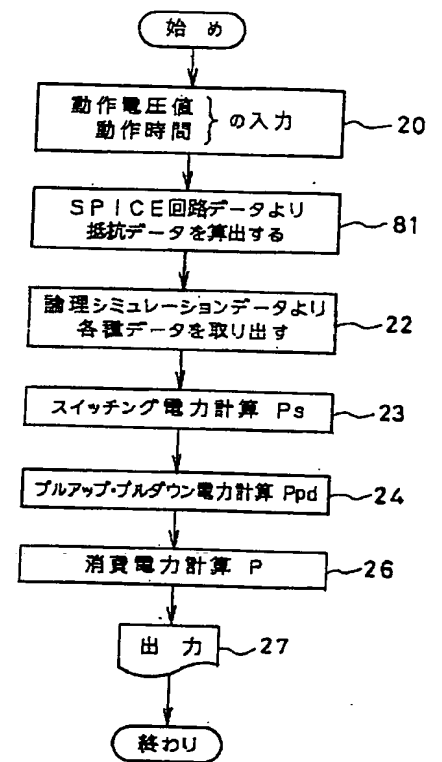 始め
動作電圧値
動作時間 } の入力
20
SPICE回路データより
抵抗データを算出する
81
論理シミュレーションデータより
各種データを取り出す
22
スイッチング電力計算 Ps
23
プルアップ・プルダウン電力計算 Ppd
24
消費電力計算 P
26
出力
27
終わり